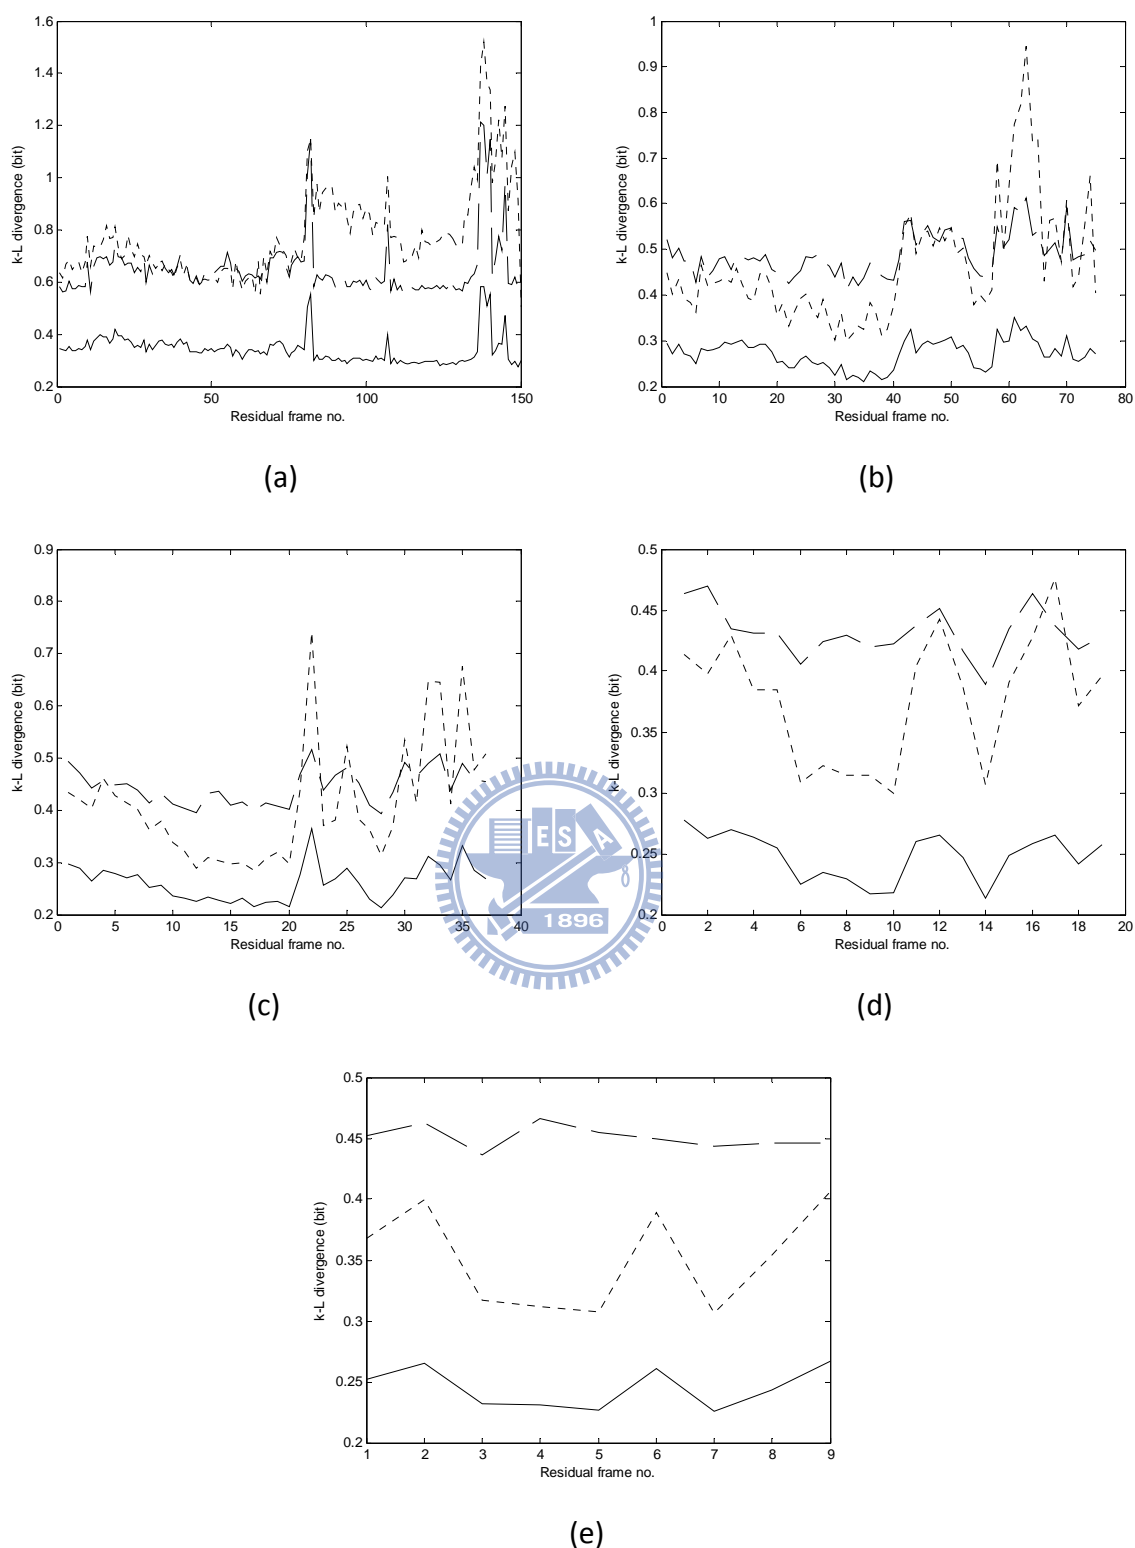 1.6
1.4
1.2
1
0.8
0.6
0.4
0.2
k-L divergence (bit)
0 50 100 150
Residual frame no.
(a)
1
0.9
0.8
0.7
0.6
0.5
0.4
0.3
0.2
k-L divergence (bit)
0 10 20 30 40 50 60 70 80
Residual frame no.
(b)
0.9
0.8
0.7
0.6
0.5
0.4
0.3
0.2
k-L divergence (bit)
0 5 10 15 20 25 30 35 40
Residual frame no.
(c)
0.5
0.45
0.4
0.35
0.3
0.25
0.2
k-L divergence (bit)
0 2 4 6 8 10 12 14 16 18 20
Residual frame no.
(d)
ES
A
1896
0.5
0.45
0.4
0.35
0.3
0.25
0.2
k-L divergence (bit)
1 2 3 4 5 6 7 8 9
Residual frame no.
(e)